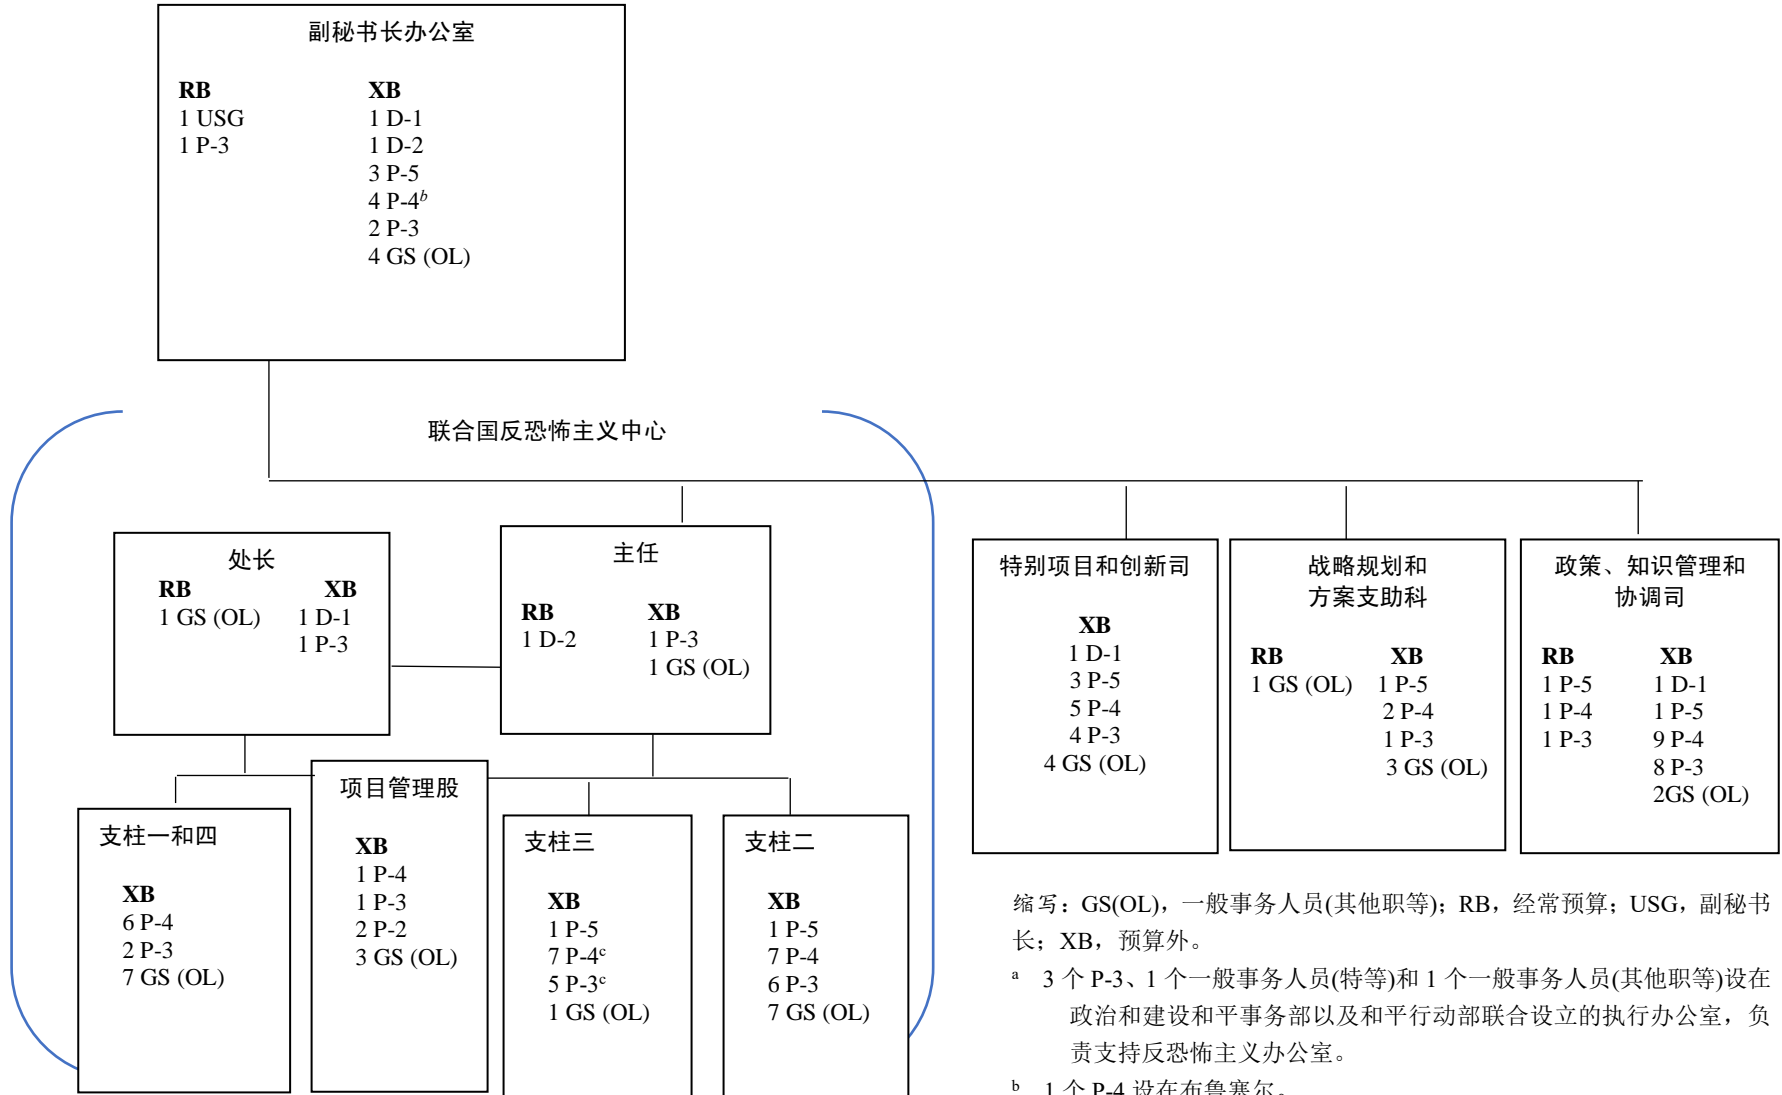 副秘书长办公室
RB XB
1 USG 1 D-1
1 P-3 1 D-2
3 P-5
4 P-4ᵇ
2 P-3
4 GS (OL)
联合国反恐怖主义中心
处长
RB XB
1 GS (OL) 1 D-1
1 P-3
主任
RB XB
1 D-2 1 P-3
1 GS (OL)
特别项目和创新司
XB
1 D-1
3 P-5
5 P-4
4 P-3
4 GS (OL)
战略规划和
方案支助科
RB XB
1 GS (OL) 1 P-5
2 P-4
1 P-3
3 GS (OL)
政策、知识管理和
协调司
RB XB
1 P-5 1 D-1
1 P-4 1 P-5
1 P-3 9 P-4
8 P-3
2GS (OL)
支柱一和四
XB
6 P-4
2 P-3
7 GS (OL)
项目管理股
XB
1 P-4
1 P-3
2 P-2
3 GS (OL)
支柱三
XB
1 P-5
7 P-4ᶜ
5 P-3ᶜ
1 GS (OL)
支柱二
XB
1 P-5
7 P-4
6 P-3
7 GS (OL)
缩写：GS(OL)，一般事务人员(其他职等)；RB，经常预算；USG，副秘书
长；XB，预算外。
ᵃ 3 个 P-3、1 个一般事务人员(特等)和 1 个一般事务人员(其他职等)设在
政治和建设和平事务部以及和平行动部联合设立的执行办公室，负
责支持反恐怖主义办公室。
ᵇ 1 个 P-4 设在布鲁塞尔。